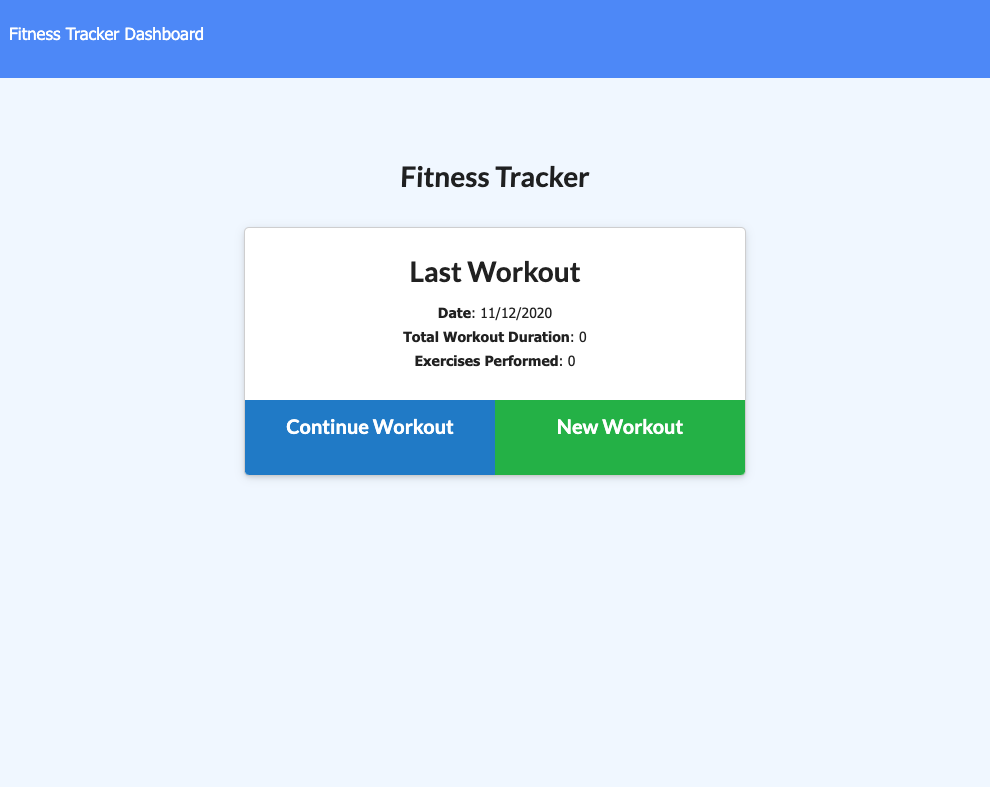 Fitness Tracker Dashboard
Fitness Tracker
Last Workout
Date: 11/12/2020
Total Workout Duration: 0
Exercises Performed: 0
Continue Workout New Workout